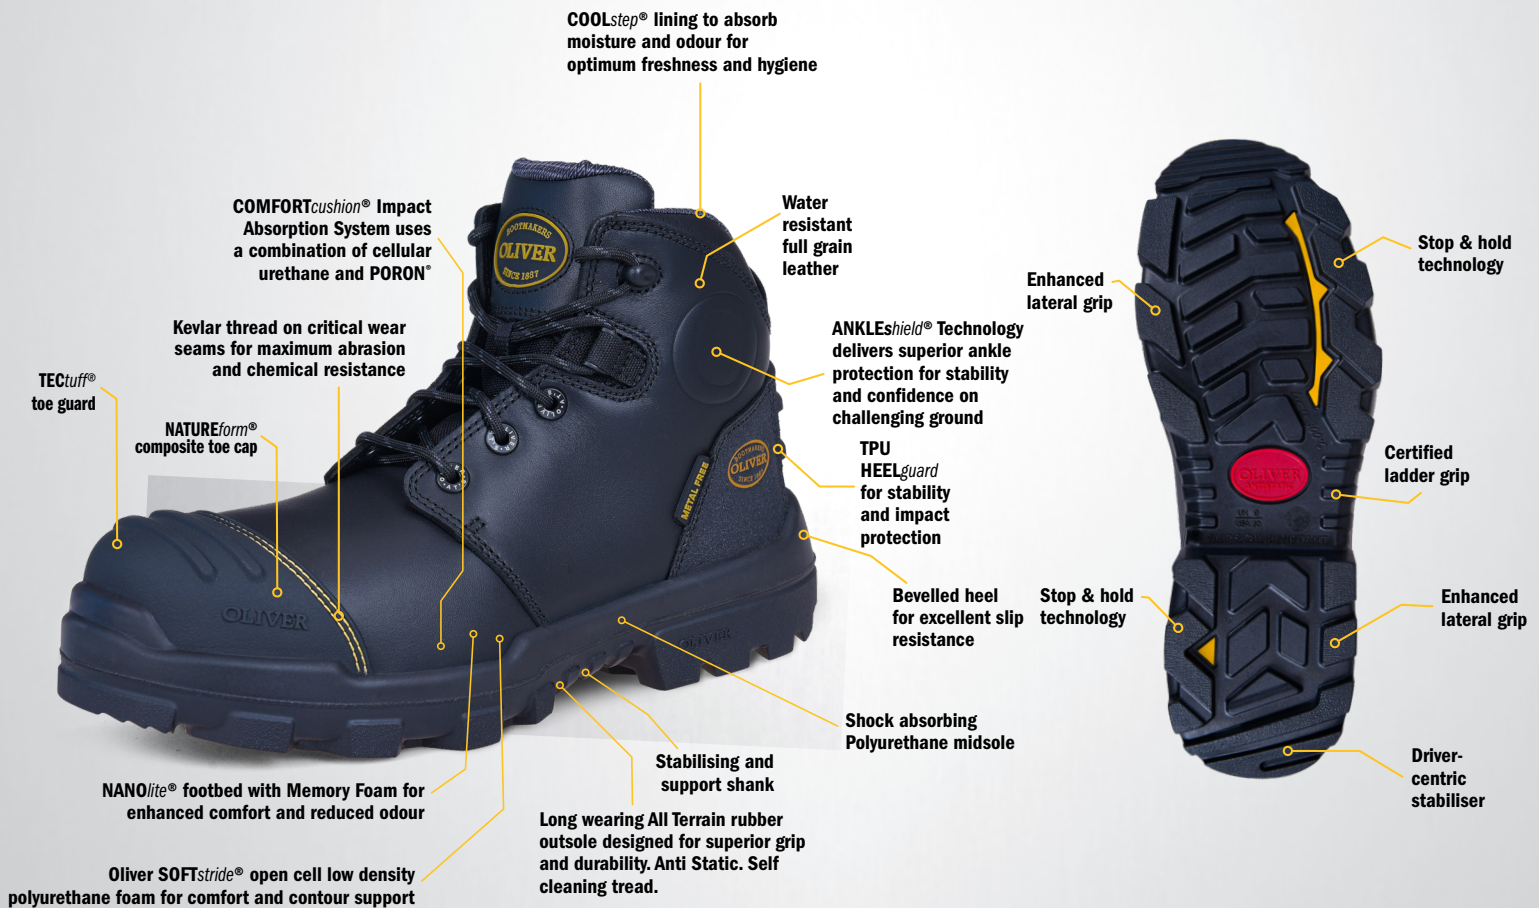 COOLstep® lining to absorb
moisture and odour for
optimum freshness and hygiene
COMFORTcushion® Impact
Absorption System uses
a combination of cellular
urethane and PORON®
Kevlar thread on critical wear
seams for maximum abrasion
and chemical resistance
TECtuff®
toe guard
NATUREform®
composite toe cap
BOOTMAKERS
OLIVER
SINCE 1887
Water
resistant
full grain
leather
ANKLEshield® Technology
delivers superior ankle
protection for stability
and confidence on
challenging ground
TPU
HEELguard
for stability
and impact
protection
METAL FREE
BOOTMAKERS
OLIVER
OLIVER
OLIVER
Bevelled heel
for excellent slip
resistance
Shock absorbing
Polyurethane midsole
Stabilising and
support shank
Long wearing All Terrain rubber
outsole designed for superior grip
and durability. Anti Static. Self
cleaning tread.
NANOlite® footbed with Memory Foam for
enhanced comfort and reduced odour
Oliver SOFTstride® open cell low density
polyurethane foam for comfort and contour support
Enhanced
lateral grip
Stop & hold
technology
Certified
ladder grip
OLIVER
Stop & hold
technology
Enhanced
lateral grip
Driver-
centric
stabiliser